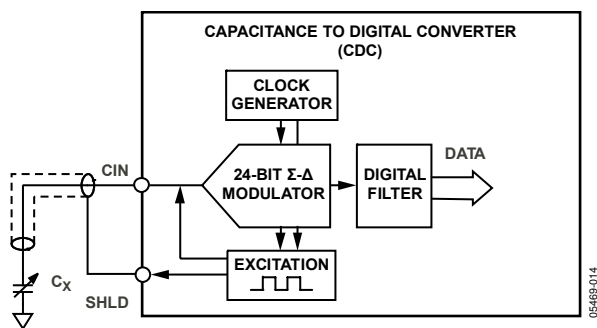 CAPACITANCE TO DIGITAL CONVERTER
(CDC)
CLOCK
GENERATOR
CIN
24-BIT Σ-Δ
MODULATOR
DIGITAL
FILTER
DATA
EXCITATION
CX
SHLD
05469-014